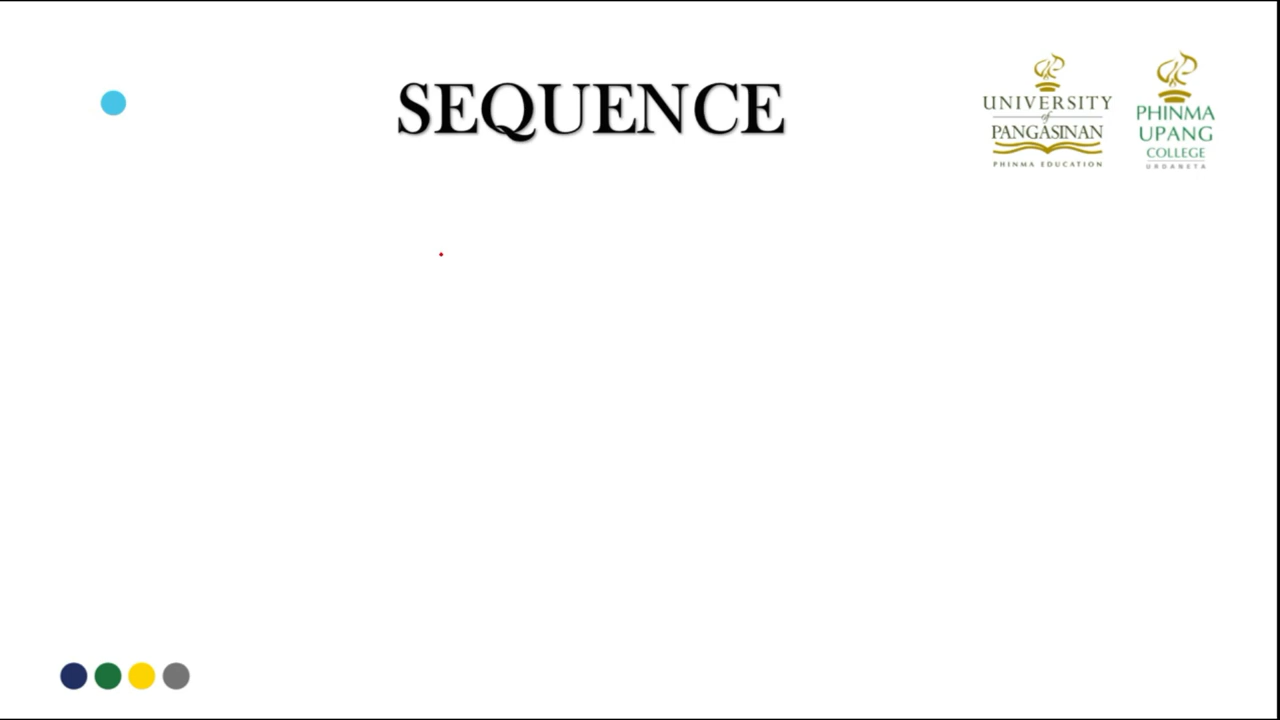 SEQUENCE
UNIVERSITY
of
PANGASINAN
PHINMA EDUCATION
PHINMA
UPANG
COLLEGE
URDANETA